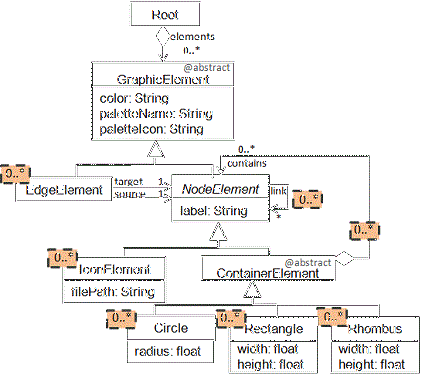 Root
elements
0..*
@abstract
GraphicElement
color: String
paletteName: String
paletteIcon: String
0..*
contains
0..*
EdgeElement
target 1
source 1
0..*
NodeElement
label: String
link
*
0..*
0..*
0..*
IconElement
filePath: String
@abstract
ContainerElement
0..*
Circle
radius: float
0..*
Rectangle
width: float
height: float
0..*
Rhombus
width: float
height: float